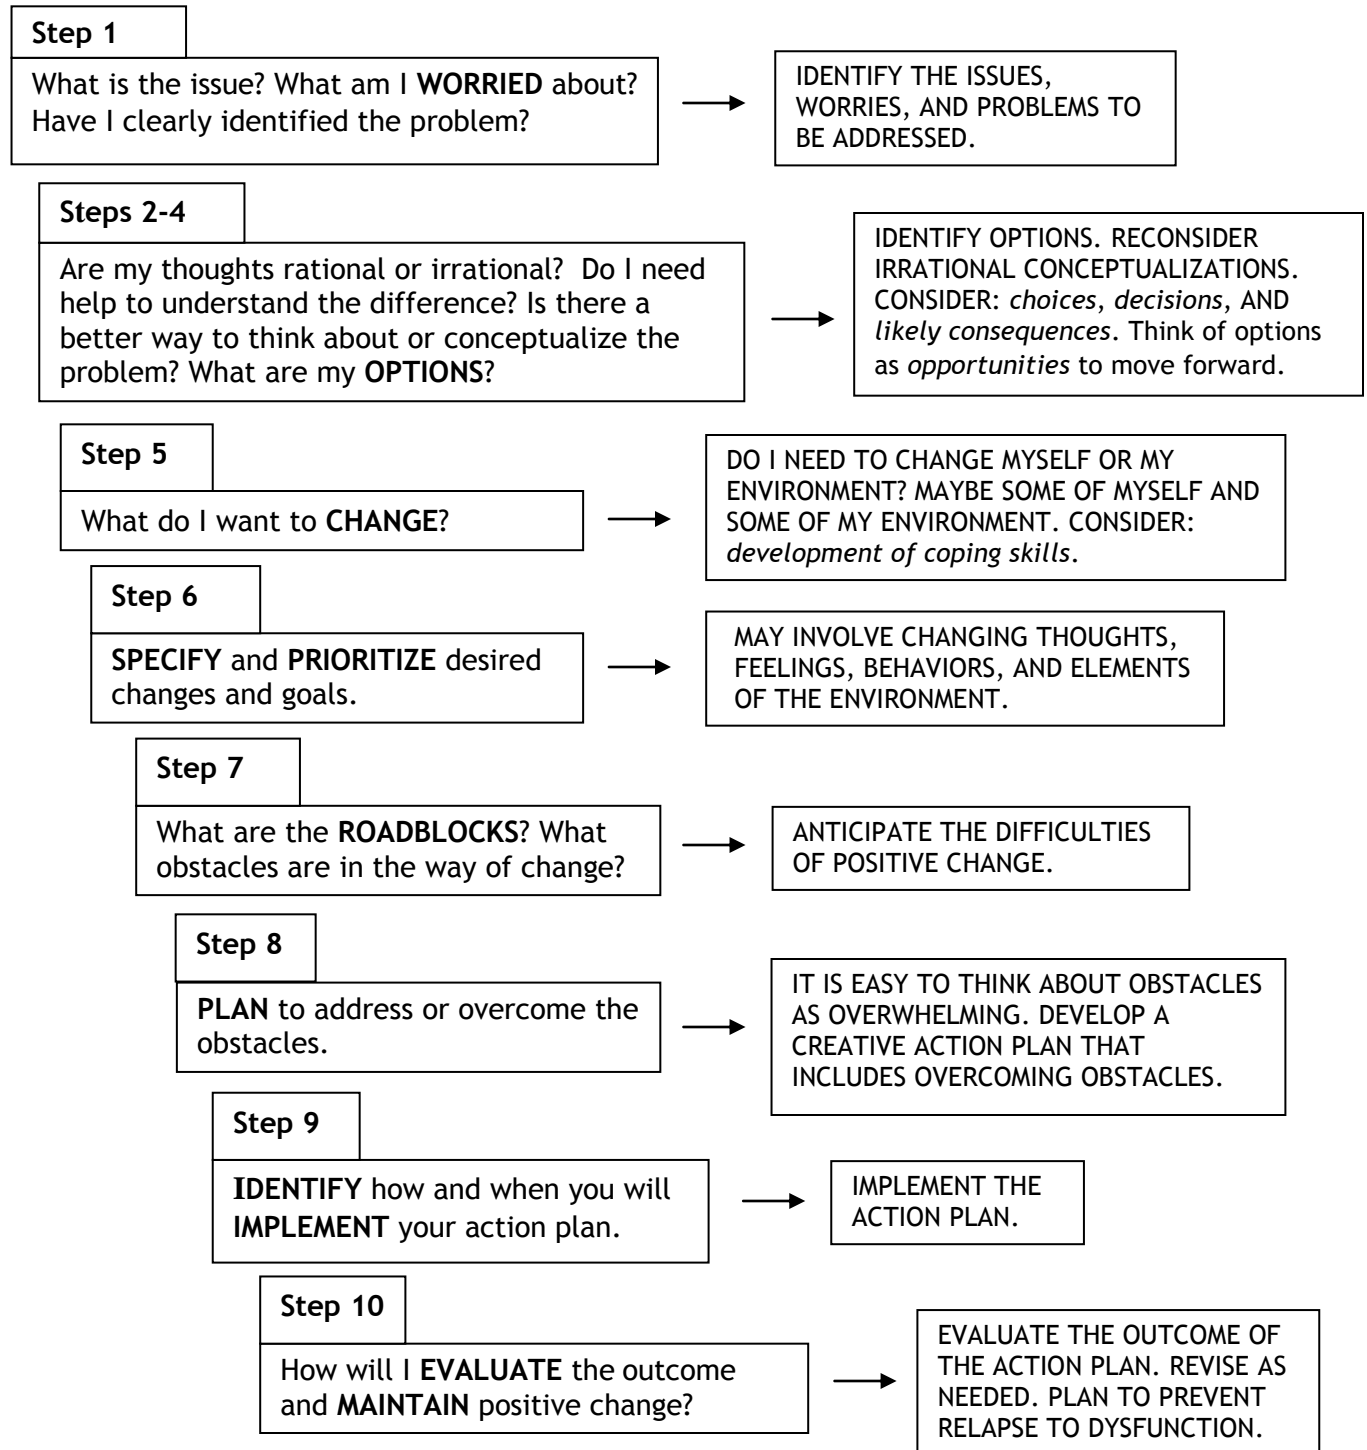 Step 1
What is the issue? What am I WORRIED about?
Have I clearly identified the problem?
IDENTIFY THE ISSUES,
WORRIES, AND PROBLEMS TO
BE ADDRESSED.
Steps 2-4
Are my thoughts rational or irrational? Do I need
help to understand the difference? Is there a
better way to think about or conceptualize the
problem? What are my OPTIONS?
IDENTIFY OPTIONS. RECONSIDER
IRRATIONAL CONCEPTUALIZATIONS.
CONSIDER: choices, decisions, AND
likely consequences. Think of options
as opportunities to move forward.
Step 5
What do I want to CHANGE?
DO I NEED TO CHANGE MYSELF OR MY
ENVIRONMENT? MAYBE SOME OF MYSELF AND
SOME OF MY ENVIRONMENT. CONSIDER:
development of coping skills.
Step 6
SPECIFY and PRIORITIZE desired
changes and goals.
MAY INVOLVE CHANGING THOUGHTS,
FEELINGS, BEHAVIORS, AND ELEMENTS
OF THE ENVIRONMENT.
Step 7
What are the ROADBLOCKS? What
obstacles are in the way of change?
ANTICIPATE THE DIFFICULTIES
OF POSITIVE CHANGE.
Step 8
PLAN to address or overcome the
obstacles.
IT IS EASY TO THINK ABOUT OBSTACLES
AS OVERWHELMING. DEVELOP A
CREATIVE ACTION PLAN THAT
INCLUDES OVERCOMING OBSTACLES.
Step 9
IDENTIFY how and when you will
IMPLEMENT your action plan.
IMPLEMENT THE
ACTION PLAN.
Step 10
How will I EVALUATE the outcome
and MAINTAIN positive change?
EVALUATE THE OUTCOME OF
THE ACTION PLAN. REVISE AS
NEEDED. PLAN TO PREVENT
RELAPSE TO DYSFUNCTION.